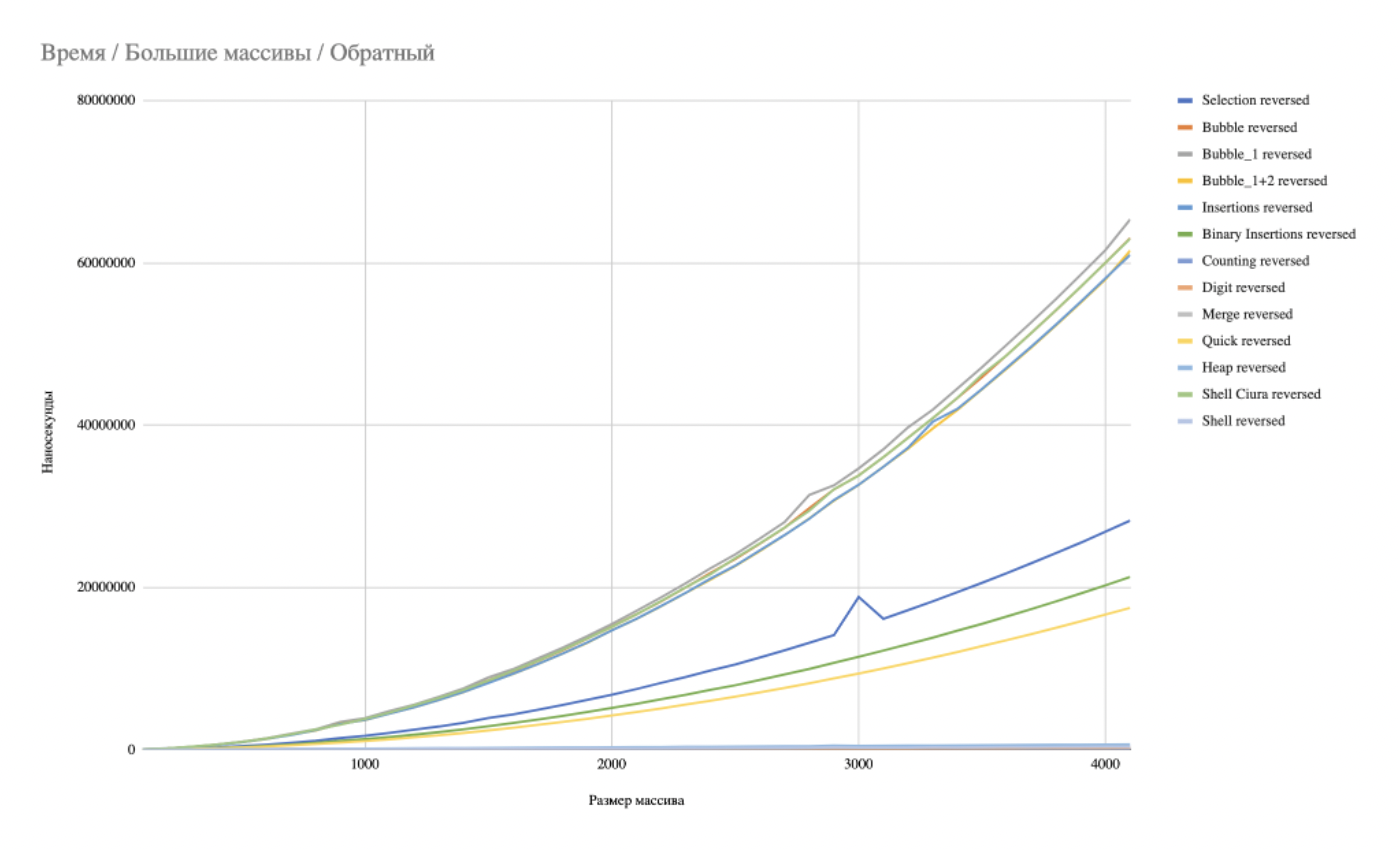 Время / Большие массивы / Обратный
80000000
60000000
40000000
20000000
0
Наносекунды
1000
2000
3000
4000
Размер массива
Selection reversed
Bubble reversed
Bubble_1 reversed
Bubble_1+2 reversed
Insertions reversed
Binary Insertions reversed
Counting reversed
Digit reversed
Merge reversed
Quick reversed
Heap reversed
Shell Ciura reversed
Shell reversed